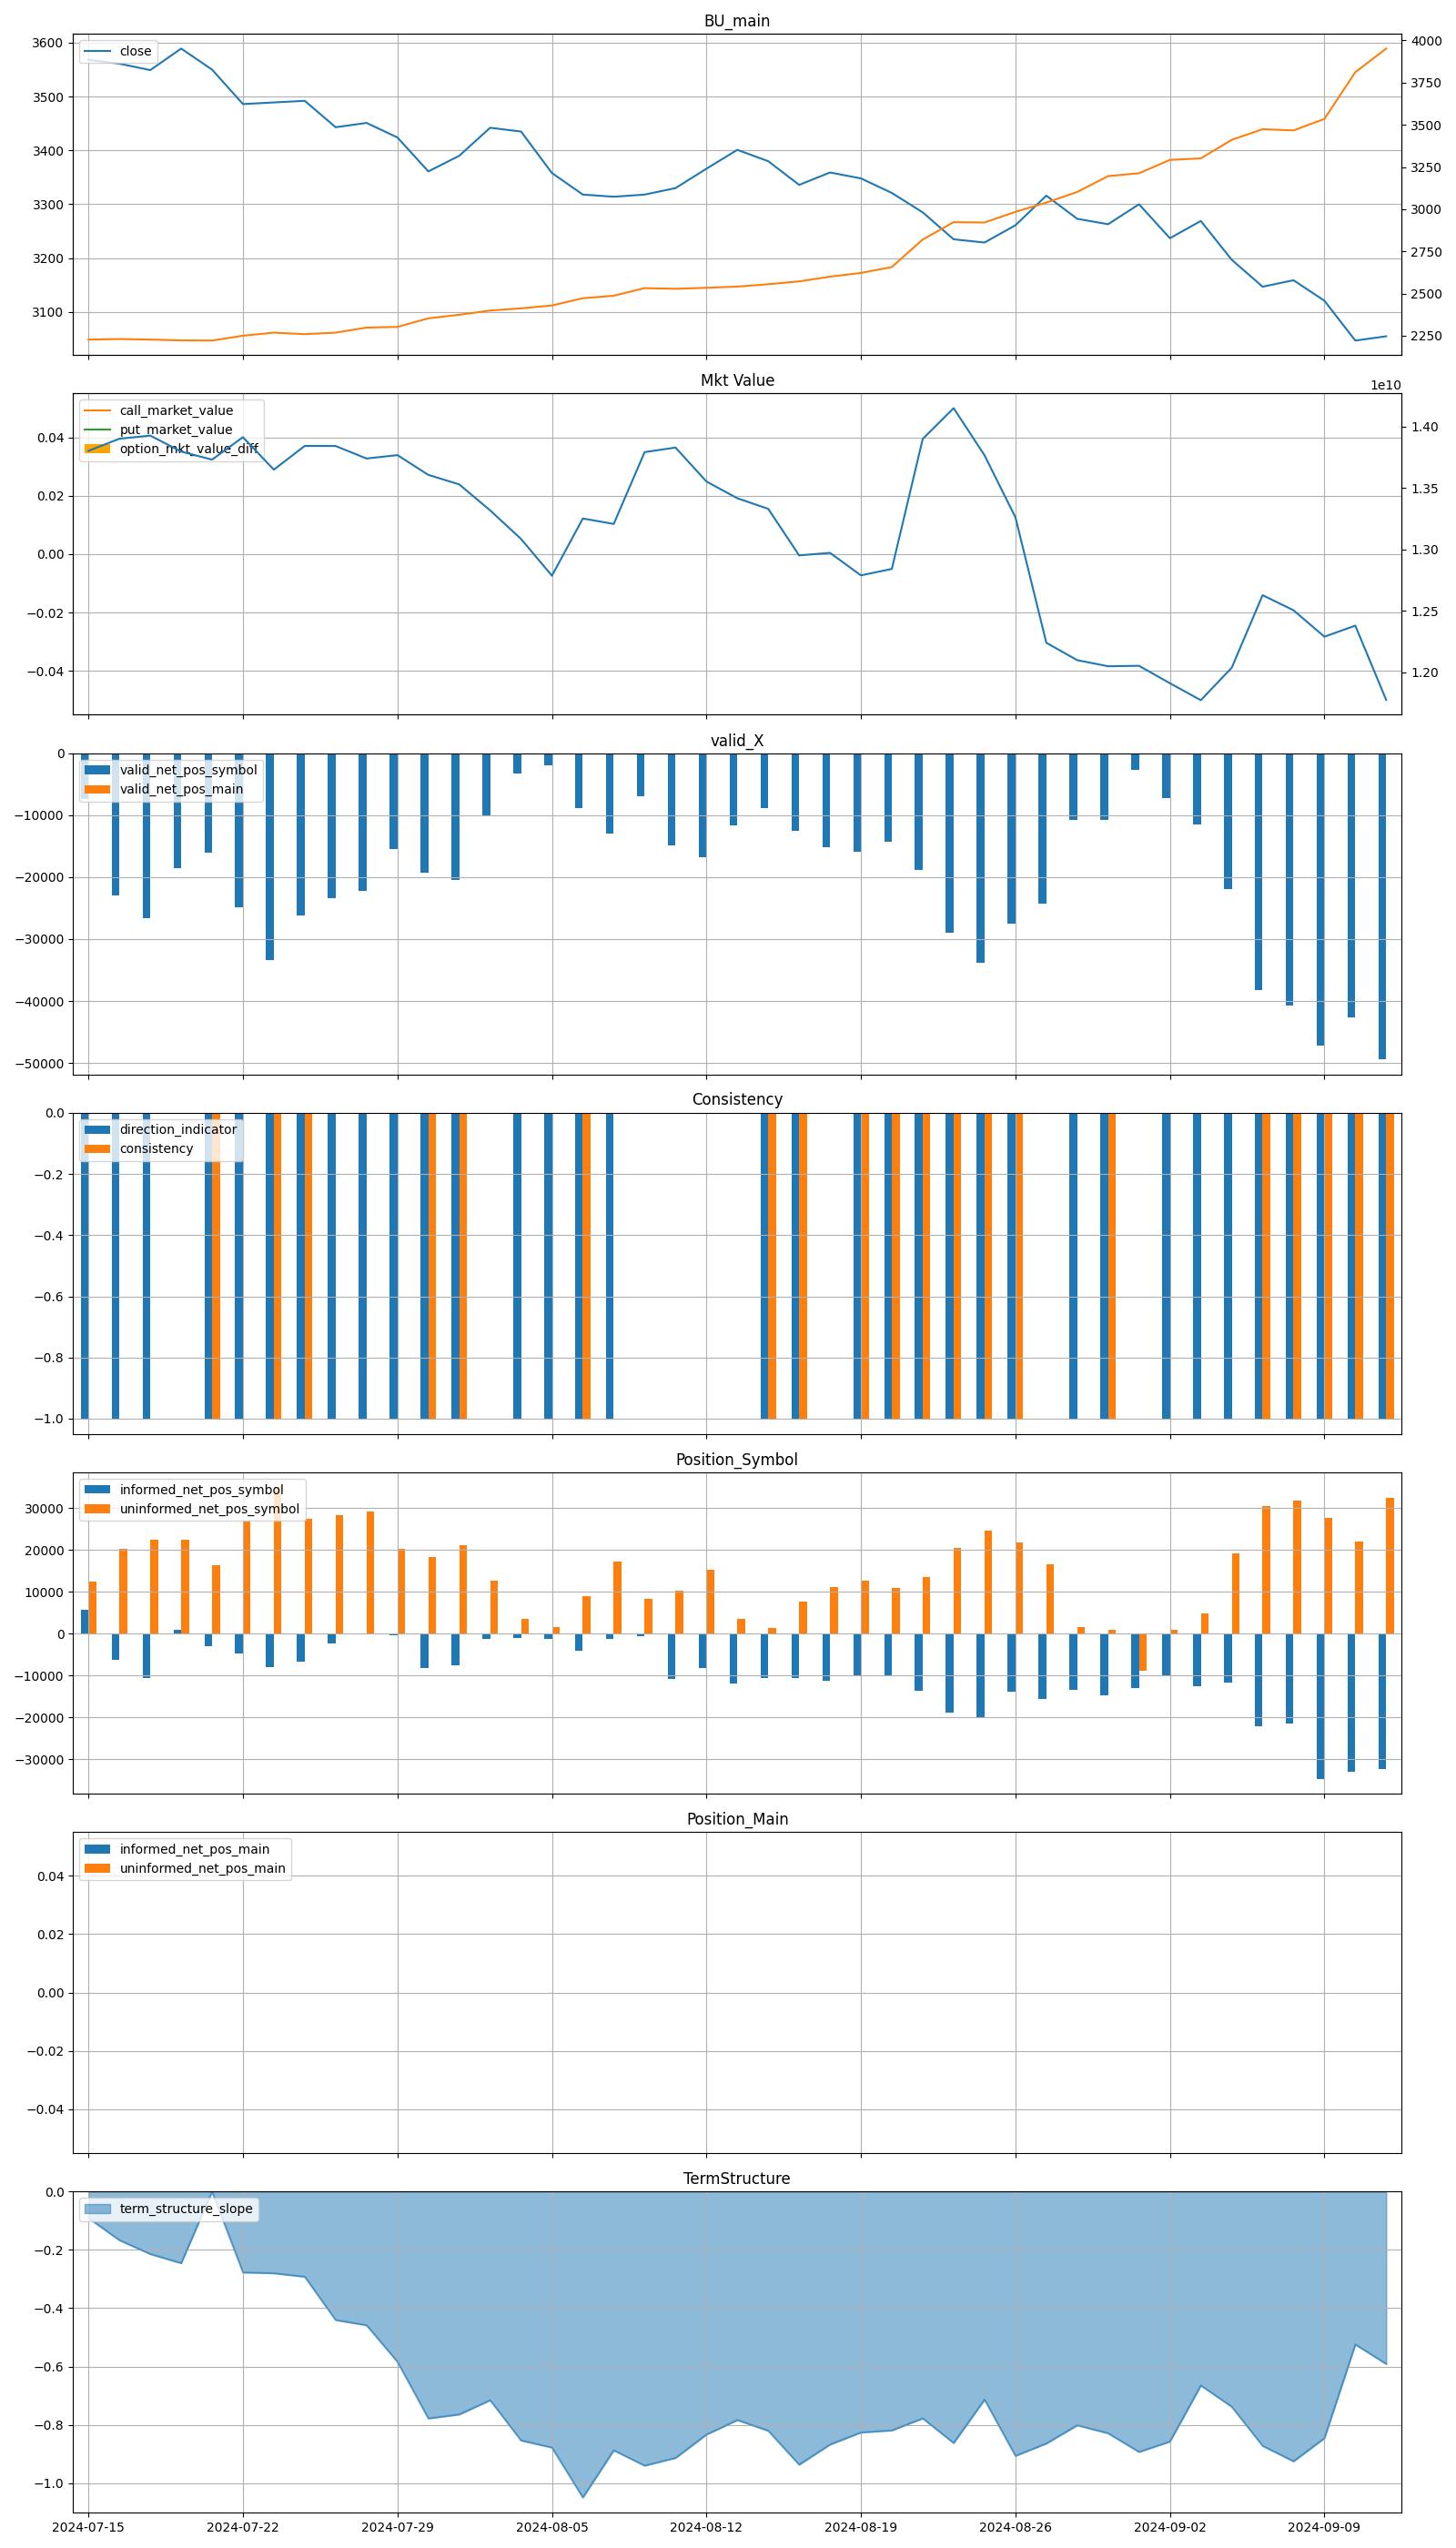 BU_main
close
3600
3500
3400
3300
3200
3100
4000
3750
3500
3250
3000
2750
2500
2250
Mkt Value
1e10
call_market_value
put_market_value
option_mkt_value_diff
0.04
0.02
0.00
−0.02
−0.04
1.40
1.35
1.30
1.25
1.20
valid_X
valid_net_pos_symbol
valid_net_pos_main
0
−10000
−20000
−30000
−40000
−50000
Consistency
direction_indicator
consistency
0.0
−0.2
−0.4
−0.6
−0.8
−1.0
Position_Symbol
informed_net_pos_symbol
uninformed_net_pos_symbol
30000
20000
10000
0
−10000
−20000
−30000
Position_Main
informed_net_pos_main
uninformed_net_pos_main
0.04
0.02
0.00
−0.02
−0.04
TermStructure
term_structure_slope
0.0
−0.2
−0.4
−0.6
−0.8
−1.0
2024-07-15 2024-07-22 2024-07-29 2024-08-05 2024-08-12 2024-08-19 2024-08-26 2024-09-02 2024-09-09